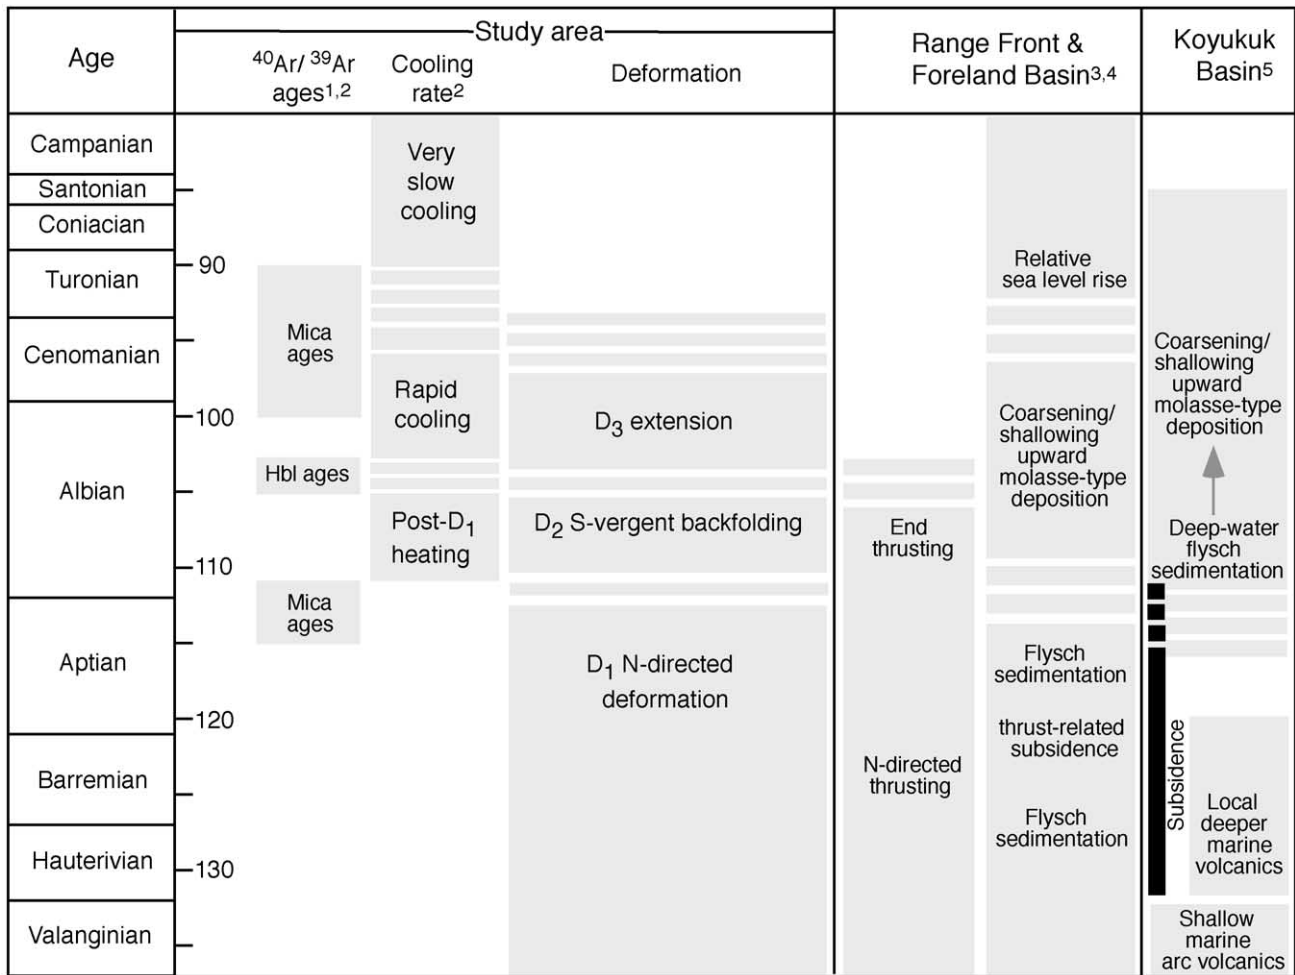 Age
Study area
⁴⁰Ar/ ³⁹Ar
ages¹,²
Cooling
rate²
Deformation
Range Front &
Foreland Basin³,⁴
Koyukuk
Basin⁵
Campanian
Santonian
Coniacian
Turonian
Cenomanian
Albian
Aptian
Barremian
Hauterivian
Valanginian
90
100
110
120
130
Mica
ages
Hbl ages
Mica
ages
Very
slow
cooling
Rapid
cooling
Post-D₁
heating
D₃ extension
D₂ S-vergent backfolding
D₁ N-directed
deformation
End
thrusting
N-directed
thrusting
Relative
sea level rise
Coarsening/
shallowing
upward
molasse-type
deposition
Flysch
sedimentation
thrust-related
subsidence
Flysch
sedimentation
Coarsening/
shallowing
upward
molasse-type
deposition
Deep-water
flysch
sedimentation
Subsidence
Local
deeper
marine
volcanics
Shallow
marine
arc volcanics